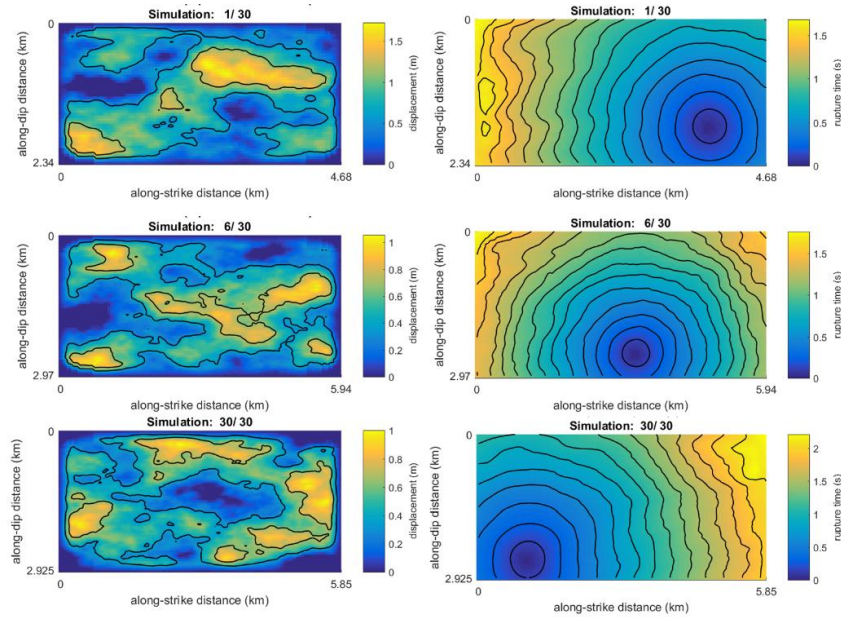 Simulation: 1/ 30
along-dip distance (km)
0
2.34
0
4.68
along-strike distance (km)
1.5
1
0.5
0
displacement (m)
Simulation: 1/ 30
along-dip distance (km)
0
2.34
0
4.68
along-strike distance (km)
1.5
1
0.5
0
rupture time (s)
Simulation: 6/ 30
along-dip distance (km)
0
2.97
0
5.94
along-strike distance (km)
1
0.8
0.6
0.4
0.2
0
displacement (m)
Simulation: 6/ 30
along-dip distance (km)
0
2.97
0
5.94
along-strike distance (km)
1.5
1
0.5
0
rupture time (s)
Simulation: 30/ 30
along-dip distance (km)
0
2.925
0
5.85
along-strike distance (km)
1
0.8
0.6
0.4
0.2
0
displacement (m)
Simulation: 30/ 30
along-dip distance (km)
0
2.925
0
5.85
along-strike distance (km)
2
1.5
1
0.5
0
rupture time (s)